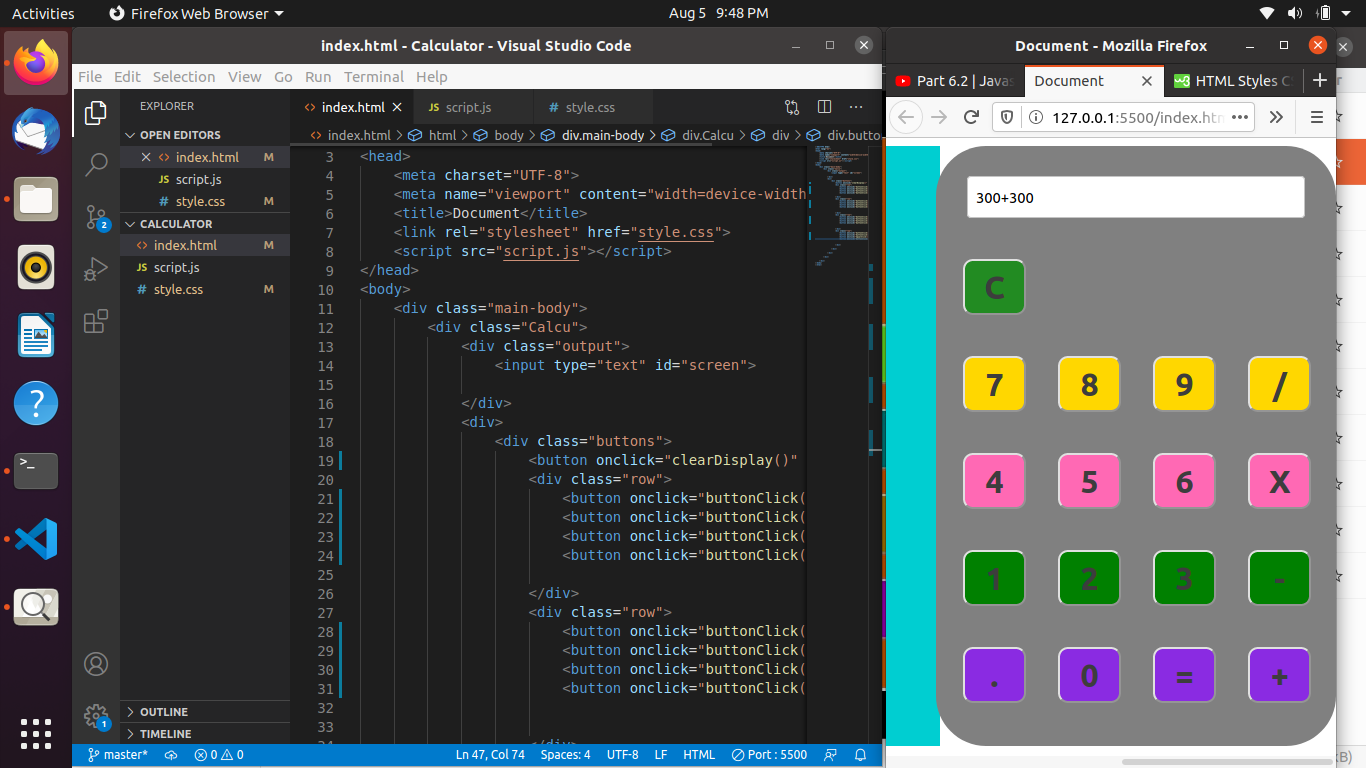 Activities
Firefox Web Browser
Aug 5 9:48 PM
index.html - Calculator - Visual Studio Code
File Edit Selection View Go Run Terminal Help
EXPLORER
OPEN EDITORS
index.html M
script.js
style.css M
CALCULATOR
index.html M
script.js
style.css M
OUTLINE
TIMELINE
2
1
index.html
script.js
style.css
index.html > html > body > div.main-body > div.Calcu > div > div.butto
3 <head>
4 <meta charset="UTF-8">
5 <meta name="viewport" content="width=device-width
6 <title>Document</title>
7 <link rel="stylesheet" href="style.css">
8 <script src="script.js"></script>
9 </head>
10 <body>
11 <div class="main-body">
12 <div class="Calcu">
13 <div class="output">
14 <input type="text" id="screen">
15
16 </div>
17 <div>
18 <div class="buttons">
19 <button onclick="clearDisplay()"
20 <div class="row">
21 <button onclick="buttonClick(
22 <button onclick="buttonClick(
23 <button onclick="buttonClick(
24 <button onclick="buttonClick(
25
26 </div>
27 <div class="row">
28 <button onclick="buttonClick(
29 <button onclick="buttonClick(
30 <button onclick="buttonClick(
31 <button onclick="buttonClick(
32
33
master* 0 0 Ln 47, Col 74 Spaces: 4 UTF-8 LF HTML Port : 5500
Document - Mozilla Firefox
Part 6.2 | Javas
Document
HTML Styles C
127.0.0.1:5500/index.htm
300+300
C
7 8 9 /
4 5 6 X
1 2 3 -
. 0 = +
B)